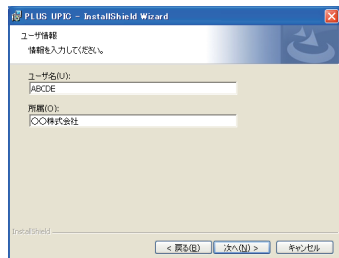 PLUS UPIC - InstallShield Wizard
ユーザ情報
情報を入力してください。
ユーザ名(U):
ABCDE
所属(O):
〇〇株式会社
InstallShield
< 戻る(B)
次へ(N) >
キャンセル